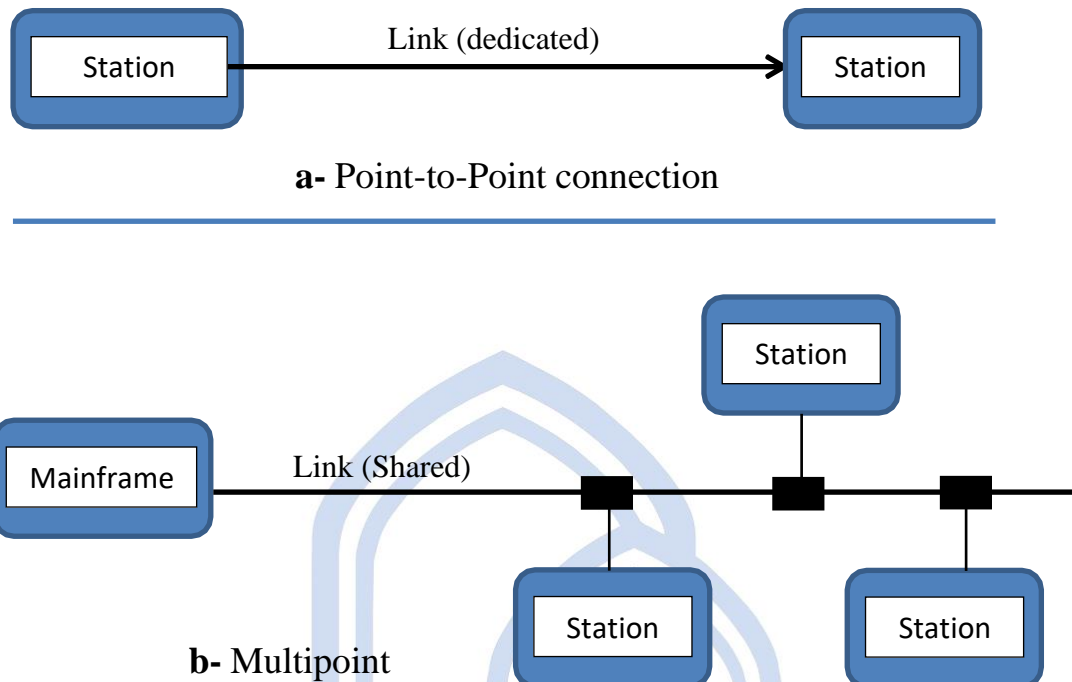 Link (dedicated)
Station
Station
a- Point-to-Point connection
Station
Mainframe
Link (Shared)
Station
Station
b- Multipoint